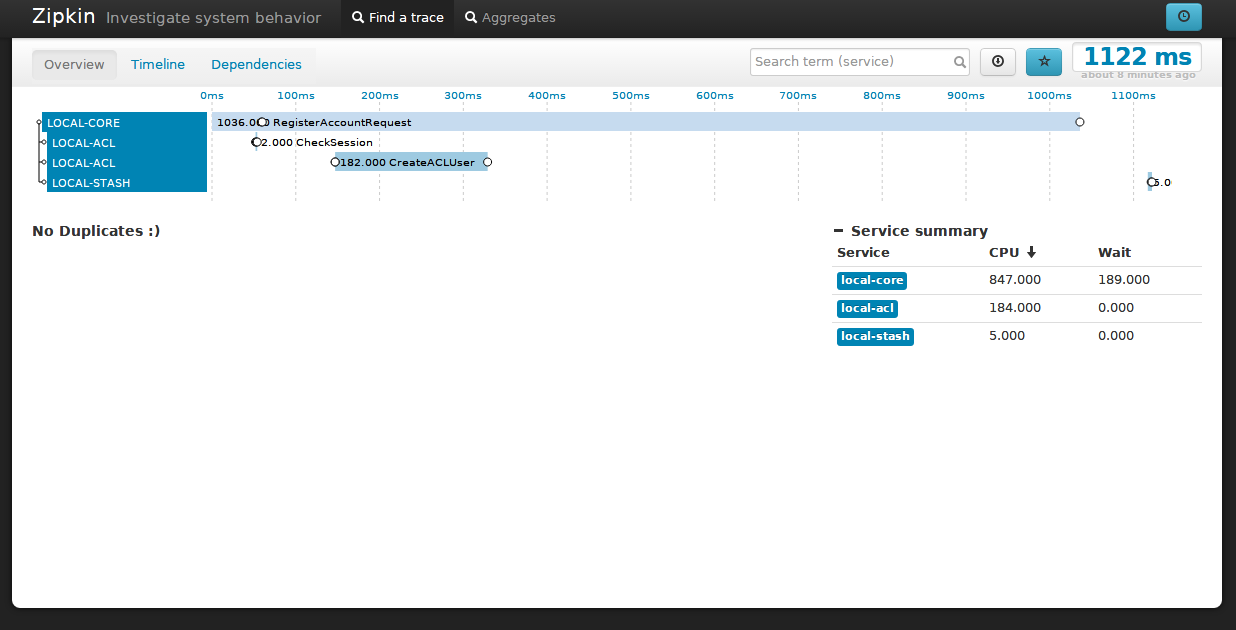 Zipkin Investigate system behavior Find a trace Aggregates
Overview Timeline Dependencies Search term (service) 1122 ms
about 8 minutes ago
0ms 100ms 200ms 300ms 400ms 500ms 600ms 700ms 800ms 900ms 1000ms 1100ms
LOCAL-CORE 1036.000 RegisterAccountRequest
LOCAL-ACL 2.000 CheckSession
LOCAL-ACL 182.000 CreateACLUser
LOCAL-STASH 5.0
No Duplicates :) Service summary
Service CPU Wait
local-core 847.000 189.000
local-acl 184.000 0.000
local-stash 5.000 0.000